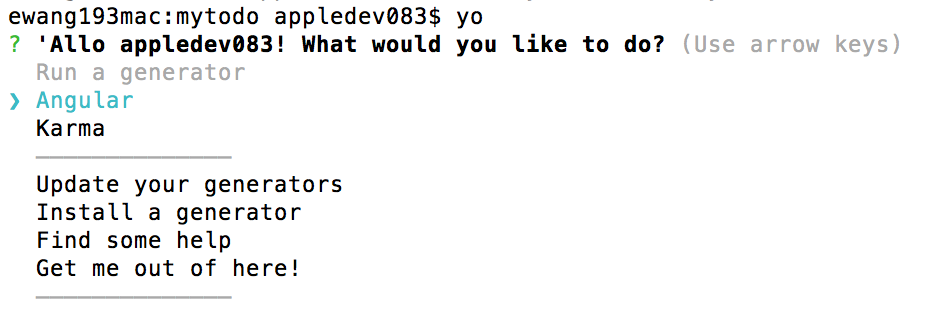 ewang193mac:mytodo appledev083$ yo
? 'Allo appledev083! What would you like to do? (Use arrow keys)
Run a generator
❯ Angular
Karma
──────────────
Update your generators
Install a generator
Find some help
Get me out of here!
──────────────